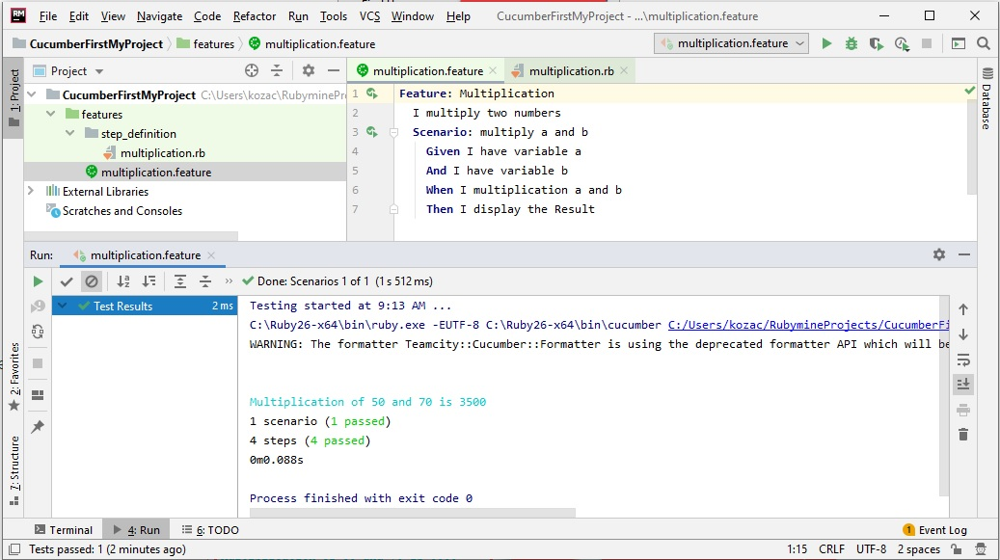 RM File Edit View Navigate Code Refactor Run Tools VCS Window Help CucumberFirstMyProject - ...\multiplication.feature
CucumberFirstMyProject features multiplication.feature multiplication.feature
1: Project
Project
multiplication.feature multiplication.rb
CucumberFirstMyProject C:\Users\kozac\RubyminePr
features
step_definition
multiplication.rb
multiplication.feature
External Libraries
Scratches and Consoles
1 Feature: Multiplication
2 I multiply two numbers
3 Scenario: multiply a and b
4 Given I have variable a
5 And I have variable b
6 When I multiplication a and b
7 Then I display the Result
Database
Run: multiplication.feature
Done: Scenarios 1 of 1 (1 s 512 ms)
Test Results 2 ms
Testing started at 9:13 AM ...
C:\Ruby26-x64\bin\ruby.exe -EUTF-8 C:\Ruby26-x64\bin\cucumber C:/Users/kozac/RubymineProjects/CucumberFi
WARNING: The formatter Teamcity::Cucumber::Formatter is using the deprecated formatter API which will be
Multiplication of 50 and 70 is 3500
1 scenario (1 passed)
4 steps (4 passed)
0m0.088s
Process finished with exit code 0
2: Favorites
7: Structure
Terminal 4: Run 6: TODO 1 Event Log
Tests passed: 1 (2 minutes ago) 1:15 CRLF UTF-8 2 spaces